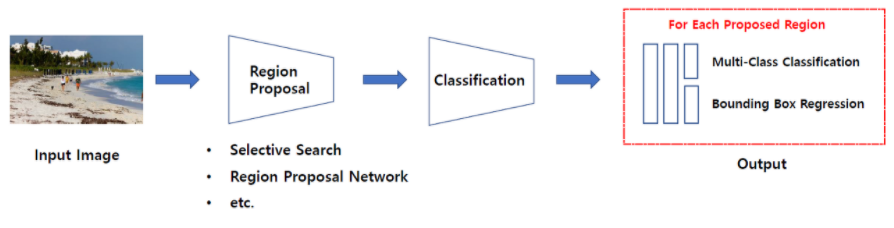 For Each Proposed Region
Region
Proposal
Classification
Multi-Class Classification
Bounding Box Regression
Input Image
• Selective Search
• Region Proposal Network
• etc.
Output